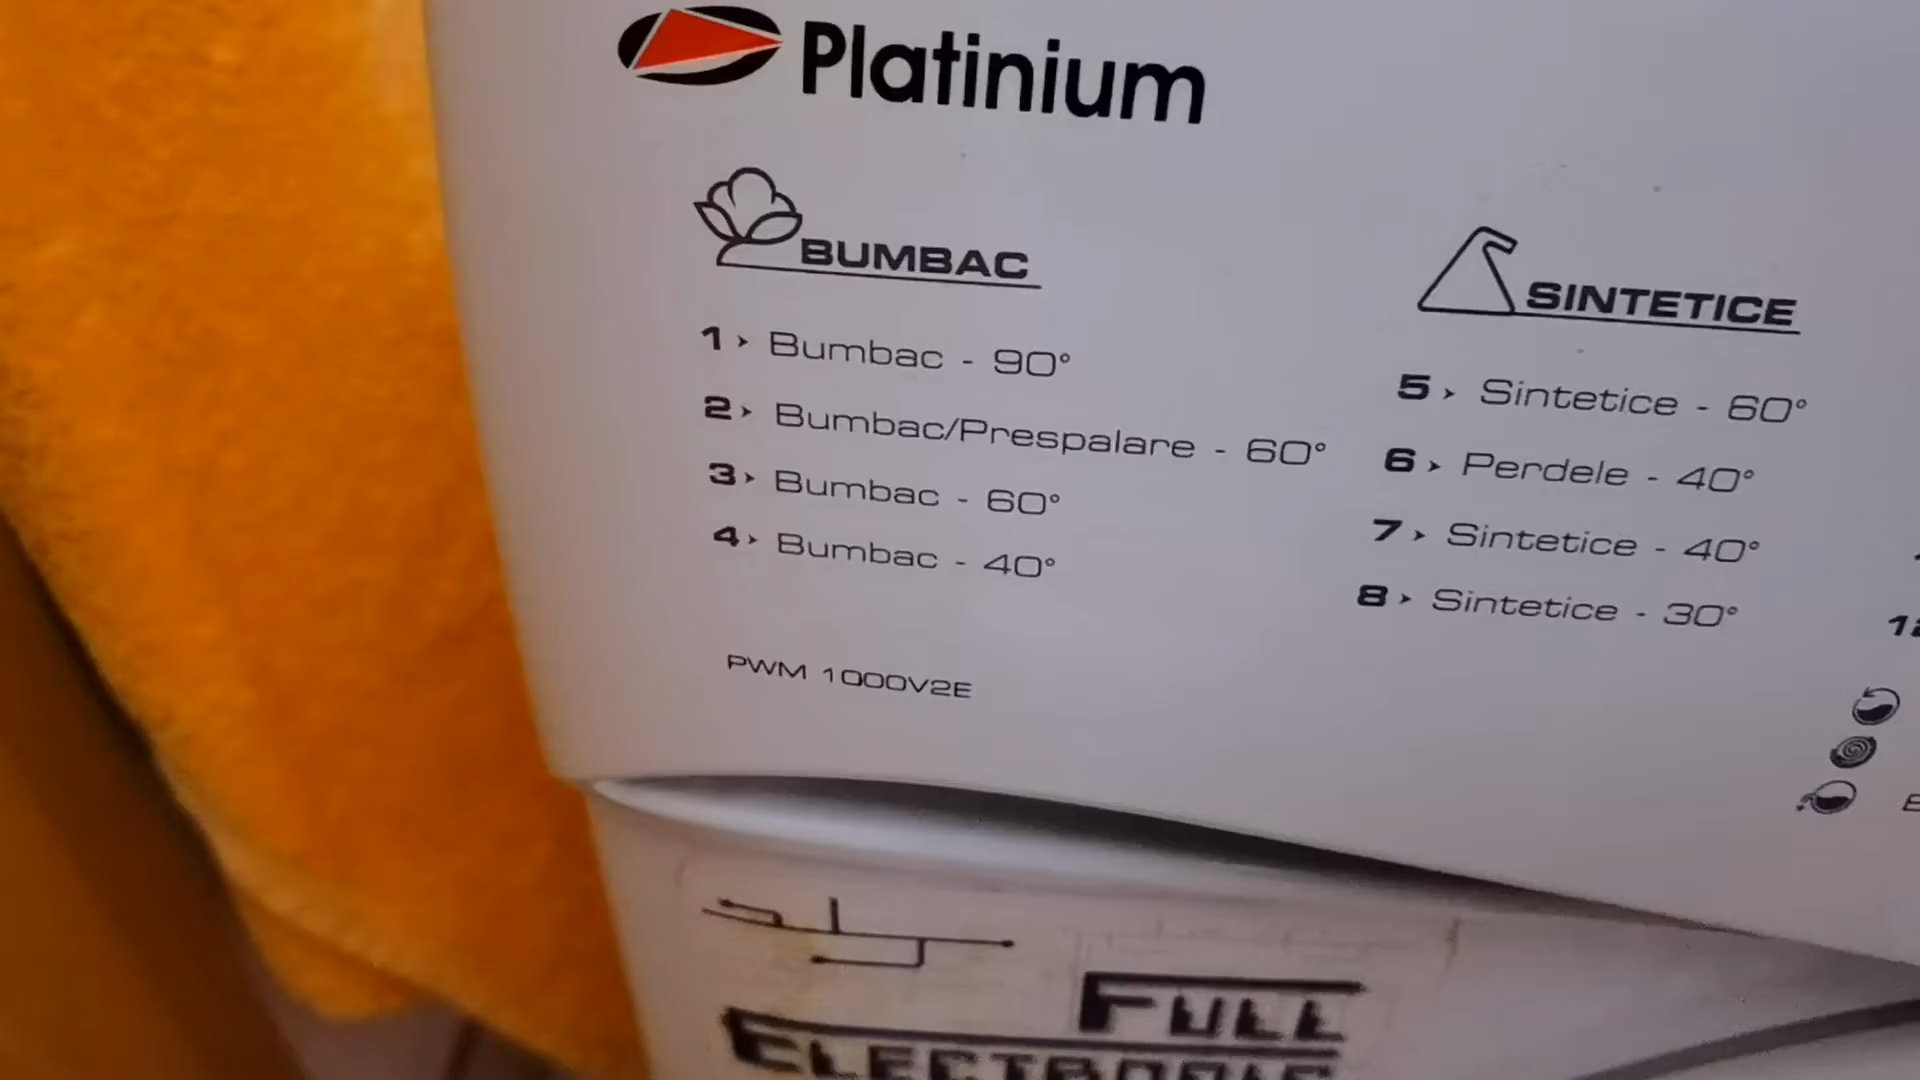 Platinium
BUMBAC
1 › Bumbac - 90°
2 › Bumbac/Prespalare - 60°
3 › Bumbac - 60°
4 › Bumbac - 40°
PWM 1000V2E
SINTETICE
5 › Sintetice - 60°
6 › Perdele - 40°
7 › Sintetice - 40°
8 › Sintetice - 30°
FULL
ELECTRONIC